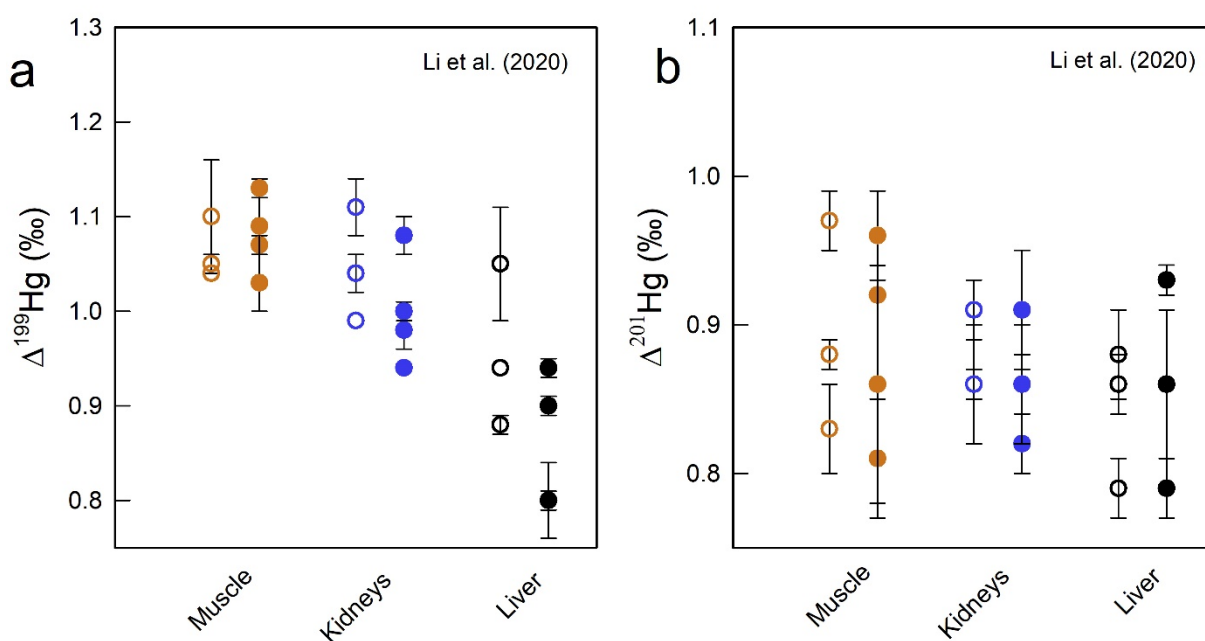 a
Li et al. (2020)
Δ¹⁹⁹Hg (‰)
1.3
1.2
1.1
1.0
0.9
0.8
Muscle
Kidneys
Liver
b
Li et al. (2020)
Δ²⁰¹Hg (‰)
1.1
1.0
0.9
0.8
Muscle
Kidneys
Liver